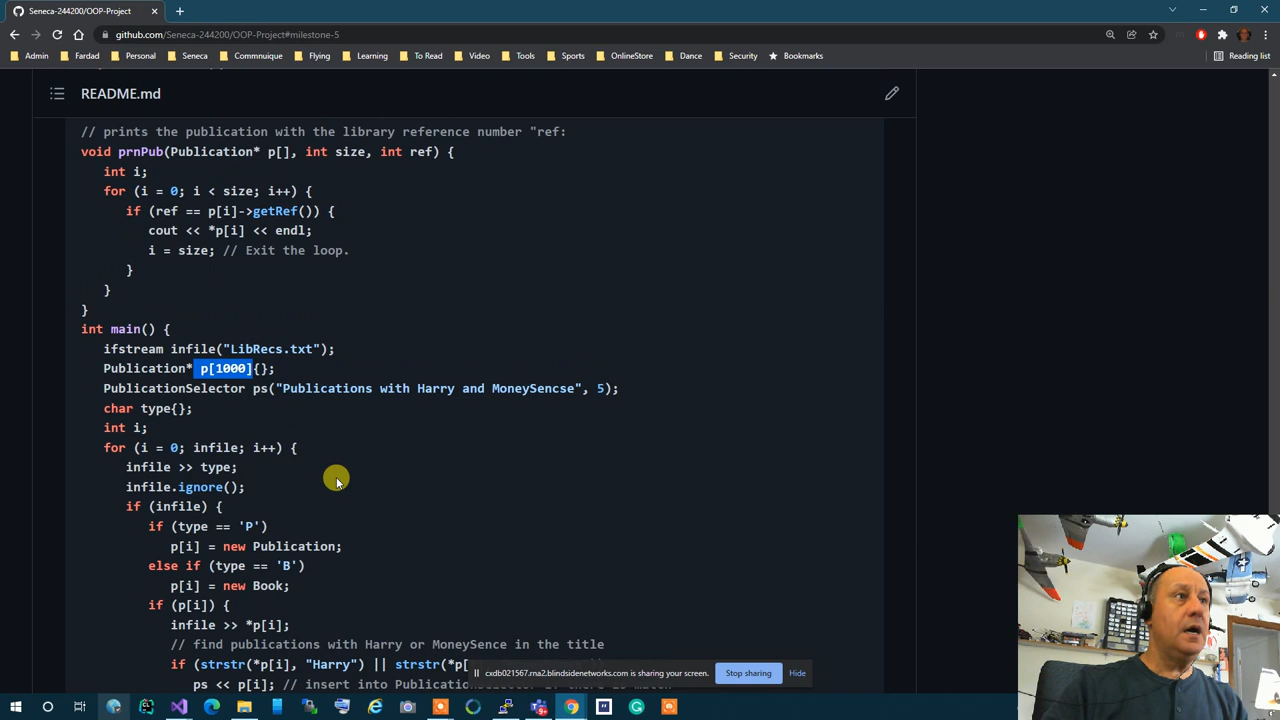 Seneca-244200/OOP-Project
github.com/Seneca-244200/OOP-Project#milestone-5
Admin Fardad Personal Seneca Commnuique Flying Learning To Read Video Tools Sports OnlineStore Dance Security Bookmarks Reading list
README.md
// prints the publication with the library reference number "ref:
void prnPub(Publication* p[], int size, int ref) {
int i;
for (i = 0; i < size; i++) {
if (ref == p[i]->getRef()) {
cout << *p[i] << endl;
i = size; // Exit the loop.
}
}
}
int main() {
ifstream infile("LibRecs.txt");
Publication* p[1000]{};
PublicationSelector ps("Publications with Harry and MoneySencse", 5);
char type{};
int i;
for (i = 0; infile; i++) {
infile >> type;
infile.ignore();
if (infile) {
if (type == 'P')
p[i] = new Publication;
else if (type == 'B')
p[i] = new Book;
if (p[i]) {
infile >> *p[i];
// find publications with Harry or MoneySence in the title
if (strstr(*p[i], "Harry") || strstr(*p[
ps << p[i]; // insert into
cxdb021567.rna2.blindsidenetworks.com is sharing your screen. Stop sharing Hide